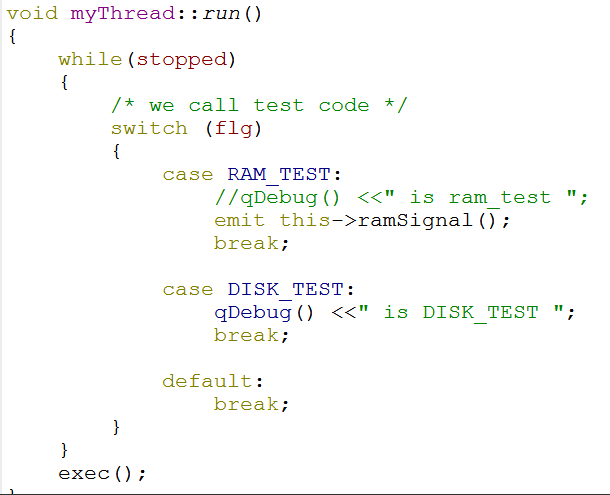 void myThread::run()
{
    while(stopped)
    {
        /* we call test code */
        switch (flg)
        {
            case RAM_TEST:
                //qDebug() <<" is ram_test ";
                emit this->ramSignal();
                break;

            case DISK_TEST:
                qDebug() <<" is DISK_TEST ";
                break;

            default:
                break;
        }
    }
    exec();
}